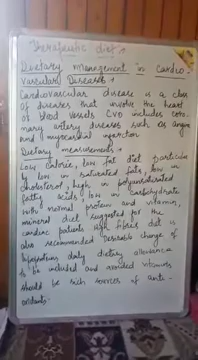 Therapeutic diet
Dietary management in Cardio-
Vascular Diseases
Cardiovascular disease is a class
of diseases that involve the heart
or blood vessels CVD includes coro-
nary artery diseases such as angina
and myocardial infarction
Dietary measurements
Low calorie, low fat diet particular
ly low in saturated fats, low in
cholesterol, high in polyunsaturated
fatty acids, low in carbohydrate
with normal protein and vitamin,
mineral diet suggested for the
cardiac patients High fibre diet is
also recommended Desirable change of
lipoproteins daily dietary allowance
to be included and needed vitamins
should be rich sources of anti-
oxidants